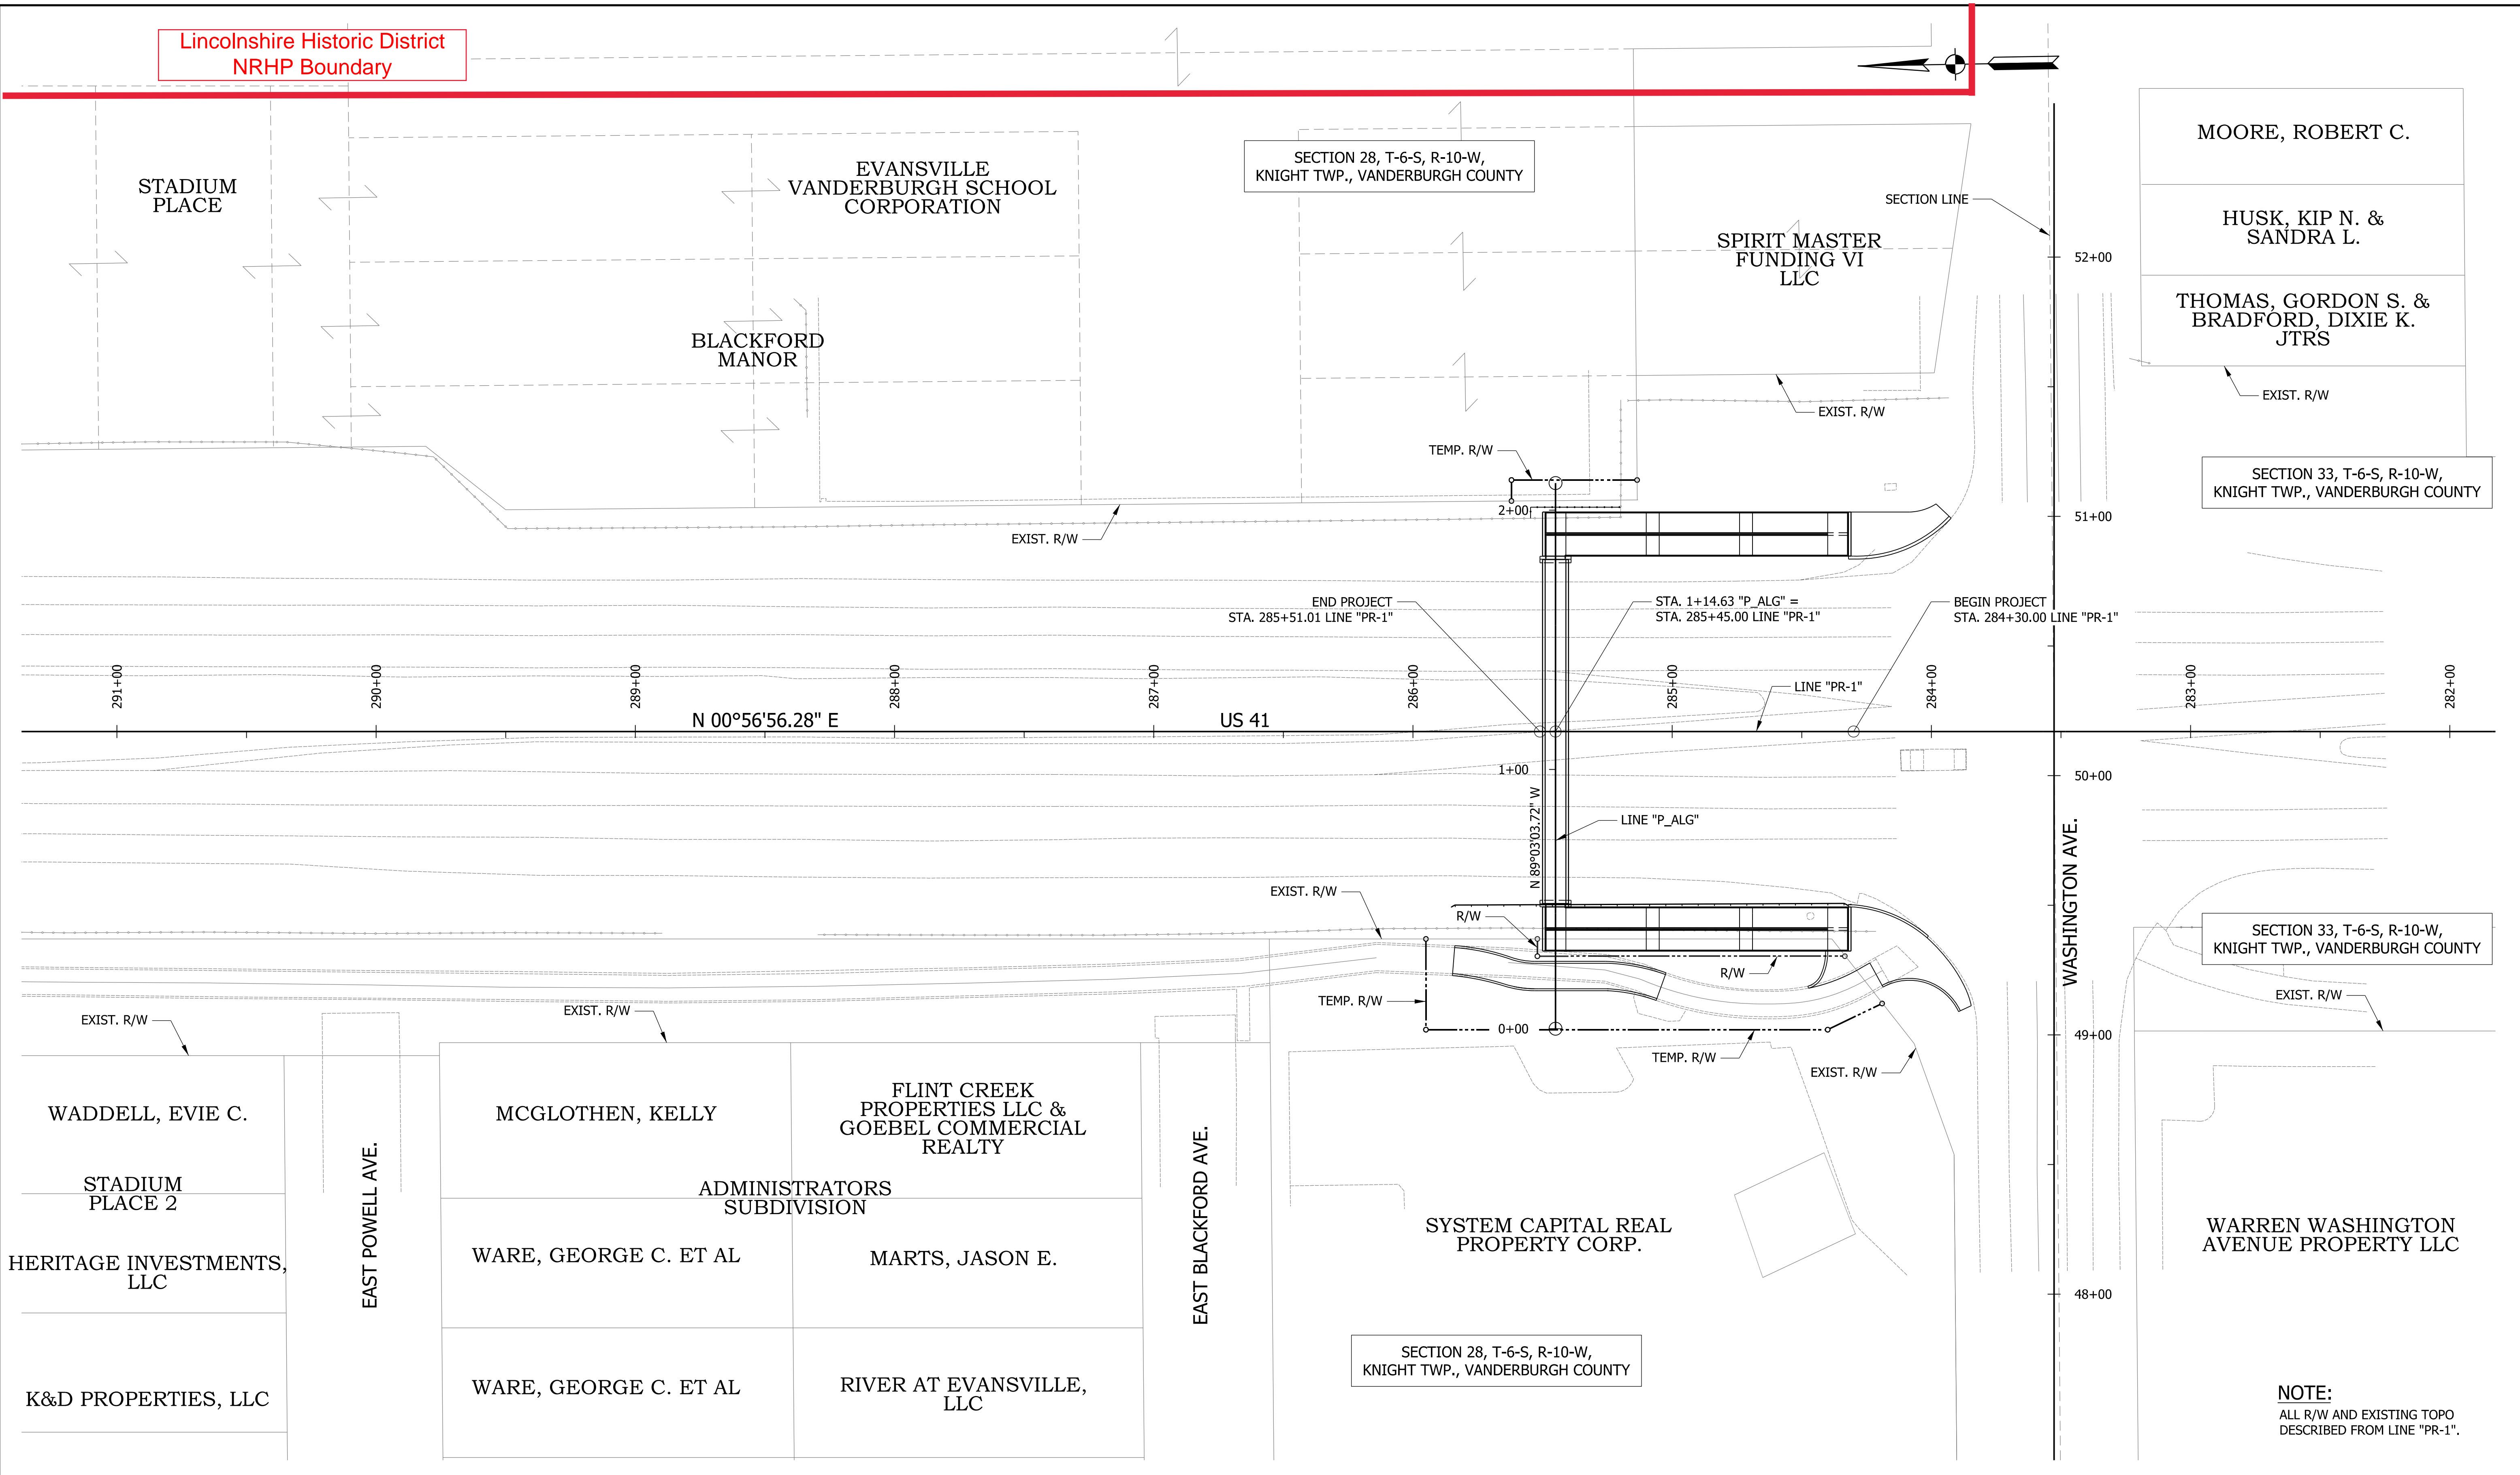 Lincolnshire Historic District
NRHP Boundary
STADIUM
PLACE
EVANSVILLE
VANDERBURGH SCHOOL
CORPORATION
BLACKFORD
MANOR
SECTION 28, T-6-S, R-10-W,
KNIGHT TWP., VANDERBURGH COUNTY
SPIRIT MASTER
FUNDING VI
LLC
SECTION LINE
MOORE, ROBERT C.
HUSK, KIP N. &
SANDRA L.
THOMAS, GORDON S. &
BRADFORD, DIXIE K.
JTRS
52+00
EXIST. R/W
EXIST. R/W
TEMP. R/W
SECTION 33, T-6-S, R-10-W,
KNIGHT TWP., VANDERBURGH COUNTY
2+00
51+00
EXIST. R/W
END PROJECT
STA. 285+51.01 LINE "PR-1"
STA. 1+14.63 "P_ALG" =
STA. 285+45.00 LINE "PR-1"
BEGIN PROJECT
STA. 284+30.00 LINE "PR-1"
291+00
290+00
289+00
288+00
287+00
286+00
285+00
284+00
283+00
282+00
LINE "PR-1"
N 00°56'56.28" E
US 41
1+00
50+00
N 89°03'03.72" W
LINE "P_ALG"
WASHINGTON AVE.
EXIST. R/W
R/W
R/W
SECTION 33, T-6-S, R-10-W,
KNIGHT TWP., VANDERBURGH COUNTY
TEMP. R/W
EXIST. R/W
EXIST. R/W
EXIST. R/W
0+00
49+00
TEMP. R/W
EXIST. R/W
WADDELL, EVIE C.
STADIUM
PLACE 2
HERITAGE INVESTMENTS,
LLC
K&D PROPERTIES, LLC
EAST POWELL AVE.
MCGLOTHEN, KELLY
FLINT CREEK
PROPERTIES LLC &
GOEBEL COMMERCIAL
REALTY
ADMINISTRATORS
SUBDIVISION
WARE, GEORGE C. ET AL
MARTS, JASON E.
WARE, GEORGE C. ET AL
RIVER AT EVANSVILLE,
LLC
EAST BLACKFORD AVE.
SYSTEM CAPITAL REAL
PROPERTY CORP.
WARREN WASHINGTON
AVENUE PROPERTY LLC
48+00
SECTION 28, T-6-S, R-10-W,
KNIGHT TWP., VANDERBURGH COUNTY
NOTE:
ALL R/W AND EXISTING TOPO
DESCRIBED FROM LINE "PR-1".